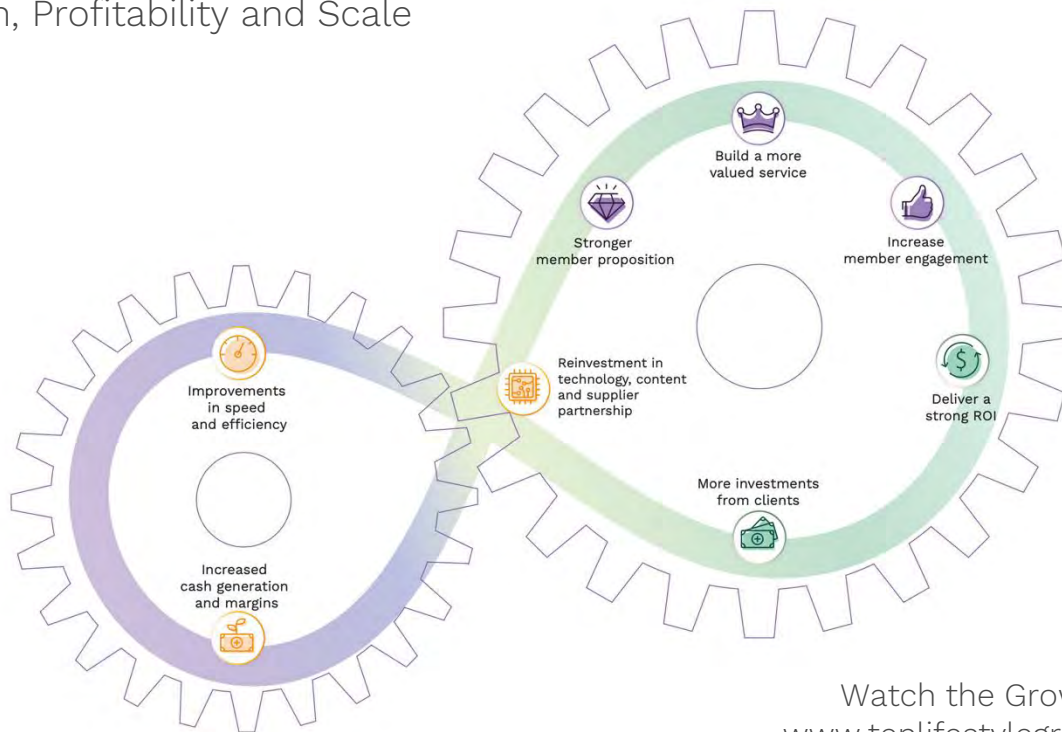 Profitability and Scale
Build a more
valued service
Stronger
member proposition
Increase
member engagement
Reinvestment in
technology, content
and supplier
partnership
Improvements
in speed
and efficiency
Deliver a
strong ROI
More investments
from clients
Increased
cash generation
and margins
Watch the